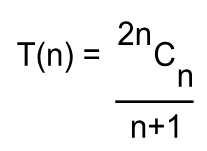 T(n) = 2nCn
n+1